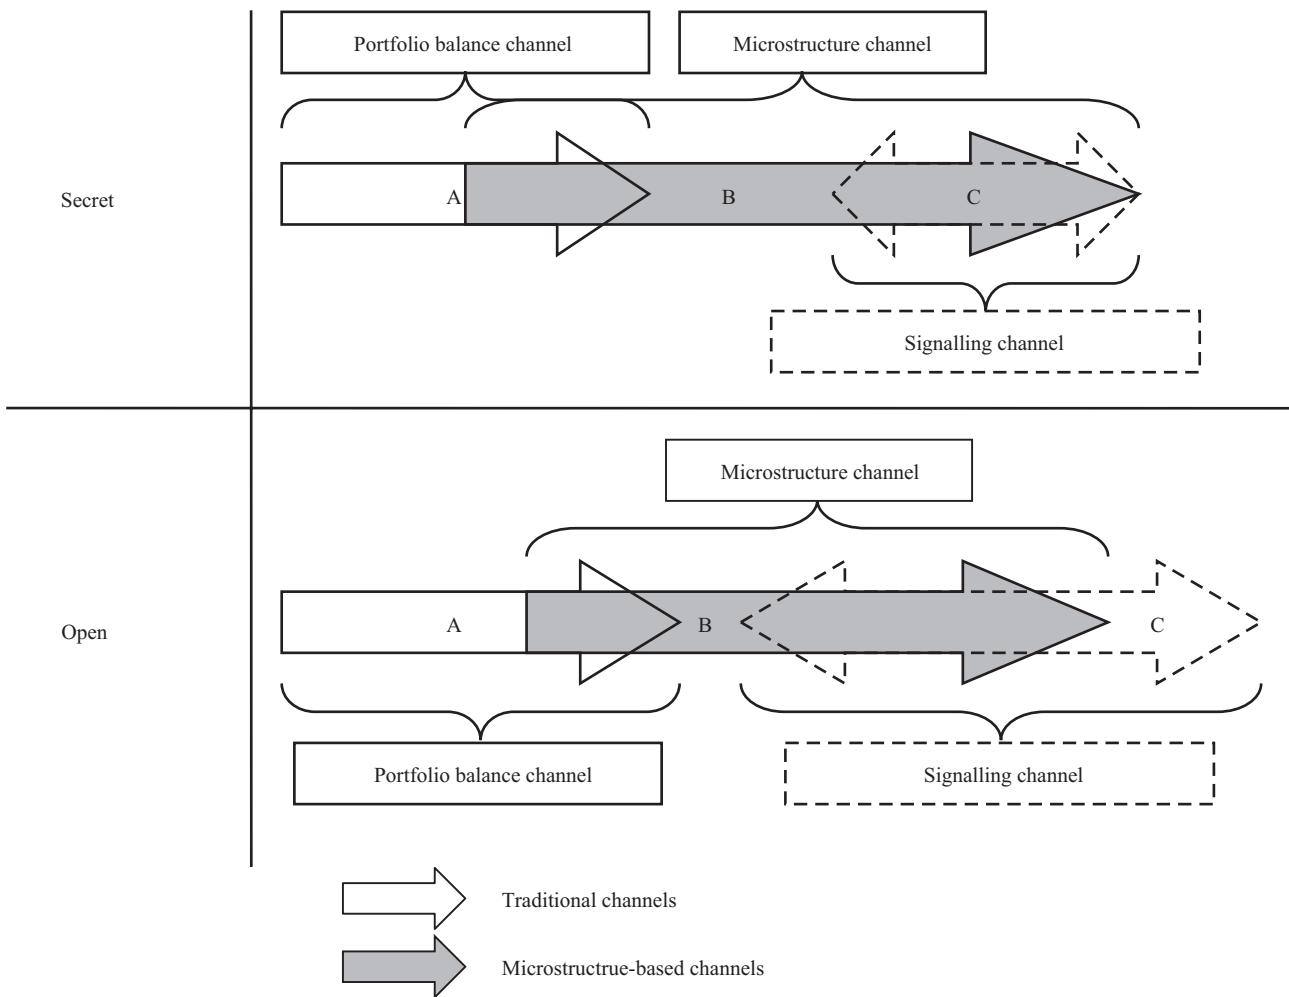 Portfolio balance channel
Microstructure channel
Secret
A
B
C
Signalling channel
Microstructure channel
Open
A
B
C
Portfolio balance channel
Signalling channel
Traditional channels
Microstructrue-based channels